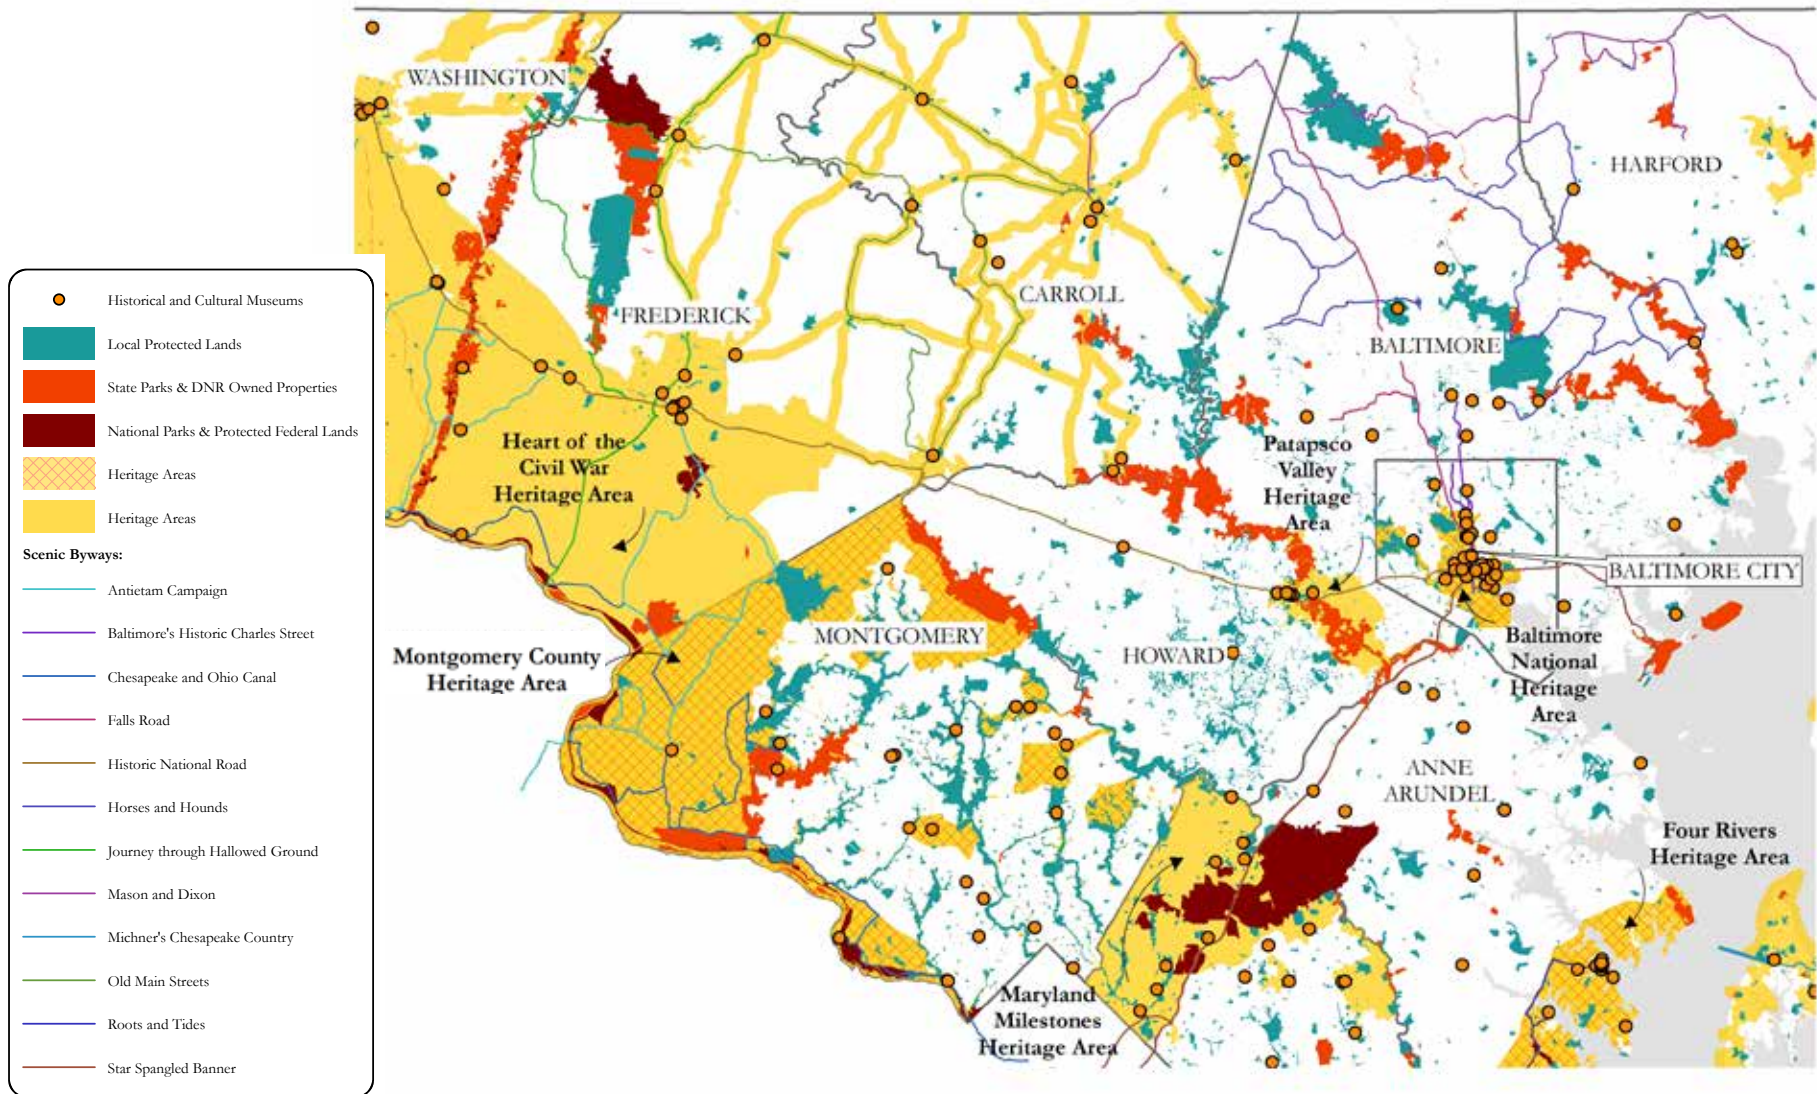 Historical and Cultural Museums
Local Protected Lands
State Parks & DNR Owned Properties
National Parks & Protected Federal Lands
Heritage Areas
Heritage Areas
Scenic Byways:
Antietam Campaign
Baltimore's Historic Charles Street
Chesapeake and Ohio Canal
Falls Road
Historic National Road
Horses and Hounds
Journey through Hallowed Ground
Mason and Dixon
Michner's Chesapeake Country
Old Main Streets
Roots and Tides
Star Spangled Banner
WASHINGTON
HARFORD
CARROLL
FREDERICK
BALTIMORE
Heart of the
Civil War
Heritage Area
Patapsco
Valley
Heritage
Area
BALTIMORE CITY
MONTGOMERY
HOWARD
Montgomery County
Heritage Area
Baltimore
National
Heritage
Area
ANNE
ARUNDEL
Four Rivers
Heritage Area
Maryland
Milestones
Heritage Area